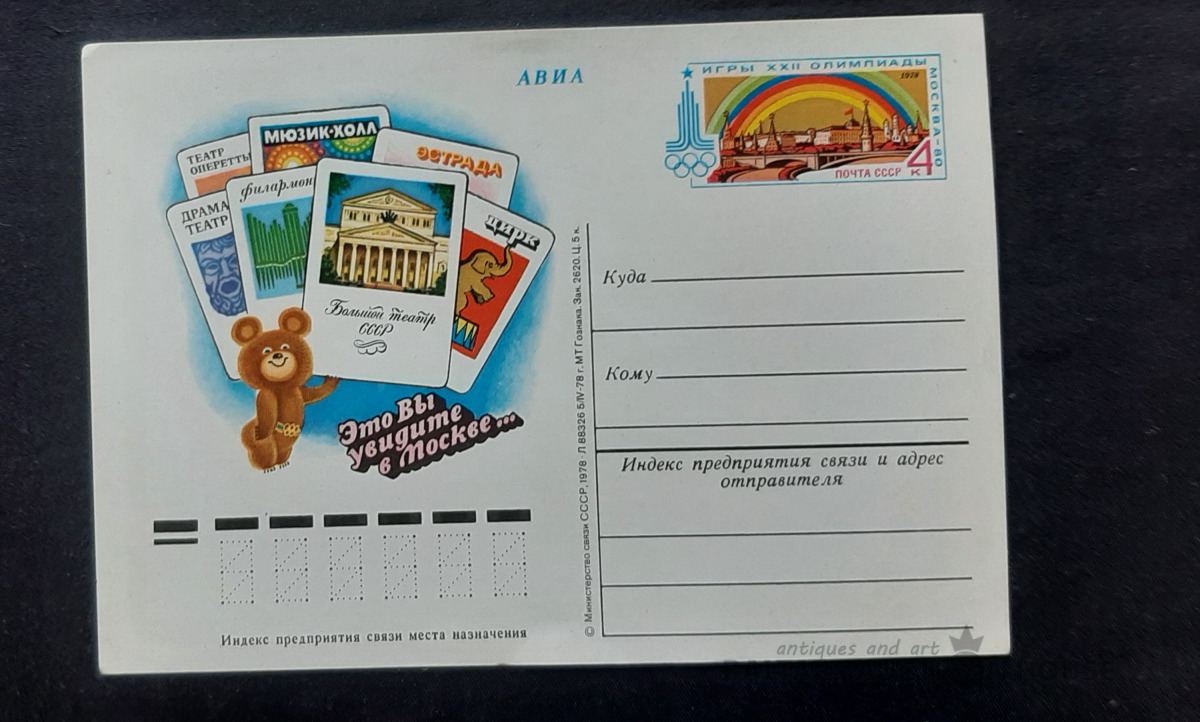 АВИА
ИГРЫ XXII ОЛИМПИАДЫ
МОСКВА-80
1978
ПОЧТА СССР
4
К
МЮЗИК-ХОЛЛ
ТЕАТР
ОПЕРЕТТЫ
ЭСТРАДА
филармон
ДРАМА
ТЕАТР
ЦИРК
Большой театр
СССР
Это Вы
увидите
в Москве...
Куда
Кому
Индекс предприятия связи и адрес
отправителя
© Министерство связи СССР, 1978 · Л 88326 5/IV-78 г. МТ Гознака. Зак. 2620. Ц. 5 к.
Индекс предприятия связи места назначения
antiques and art